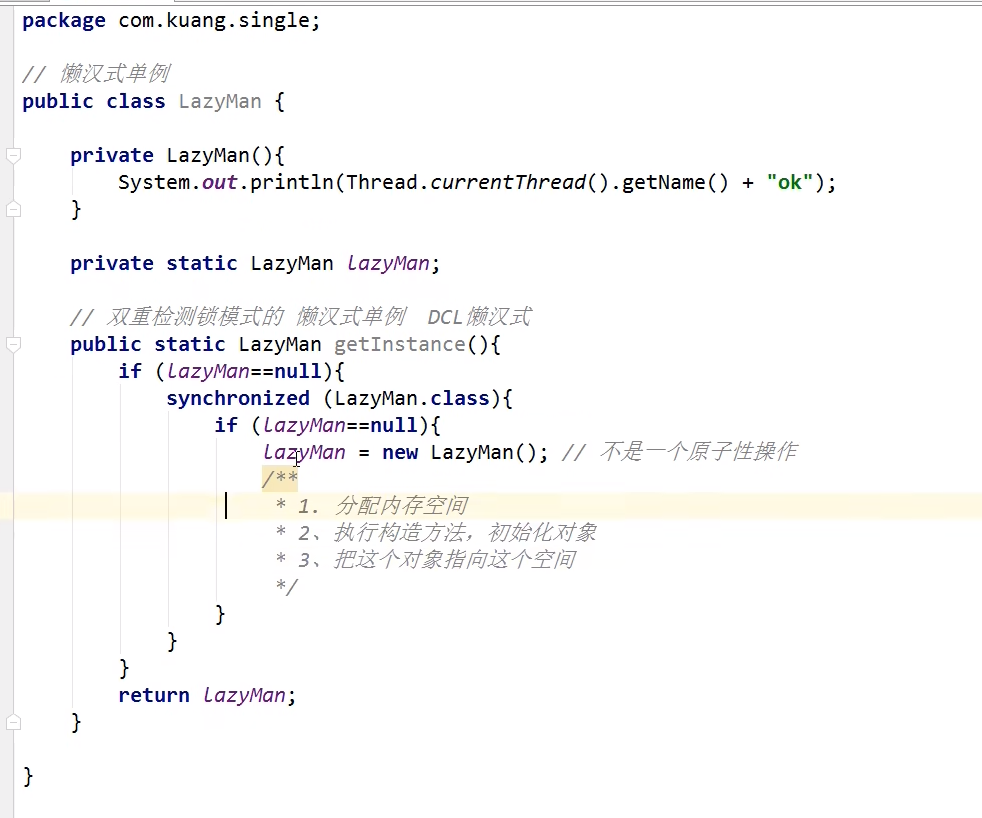 package com.kuang.single;
// 懒汉式单例
public class LazyMan {
private LazyMan(){
System.out.println(Thread.currentThread().getName() + "ok");
}
private static LazyMan lazyMan;
// 双重检测锁模式的 懒汉式单例 DCL懒汉式
public static LazyMan getInstance(){
if (lazyMan==null){
synchronized (LazyMan.class){
if (lazyMan==null){
lazyMan = new LazyMan(); // 不是一个原子性操作
/**
* 1. 分配内存空间
* 2、执行构造方法，初始化对象
* 3、把这个对象指向这个空间
*/
}
}
}
return lazyMan;
}
}